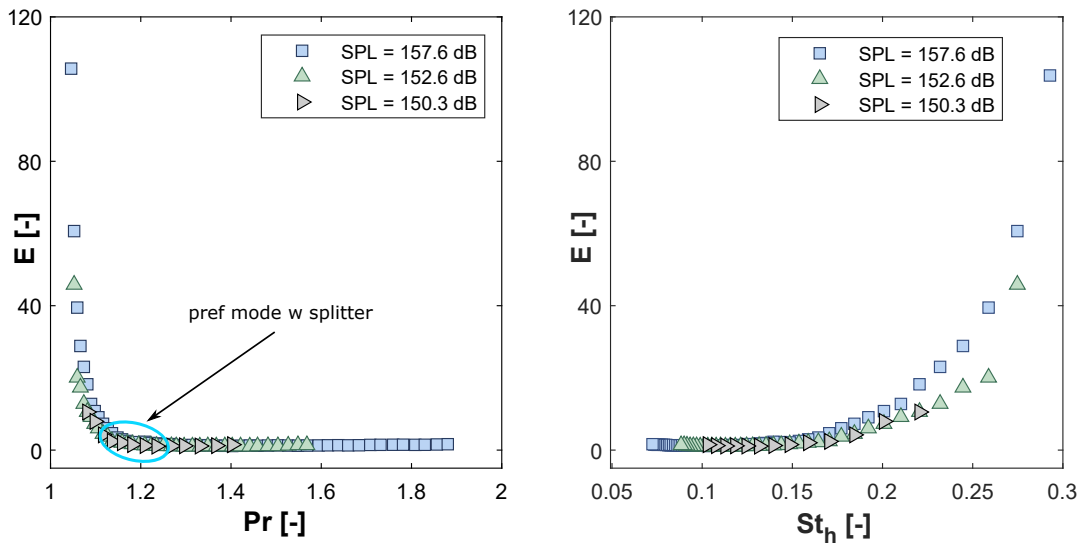 120
80
40
0
E [-]
SPL = 157.6 dB
SPL = 152.6 dB
SPL = 150.3 dB
pref mode w splitter
1
1.2
1.4
1.6
1.8
2
Pr [-]
120
80
40
0
E [-]
SPL = 157.6 dB
SPL = 152.6 dB
SPL = 150.3 dB
0.05
0.1
0.15
0.2
0.25
0.3
St_h [-]